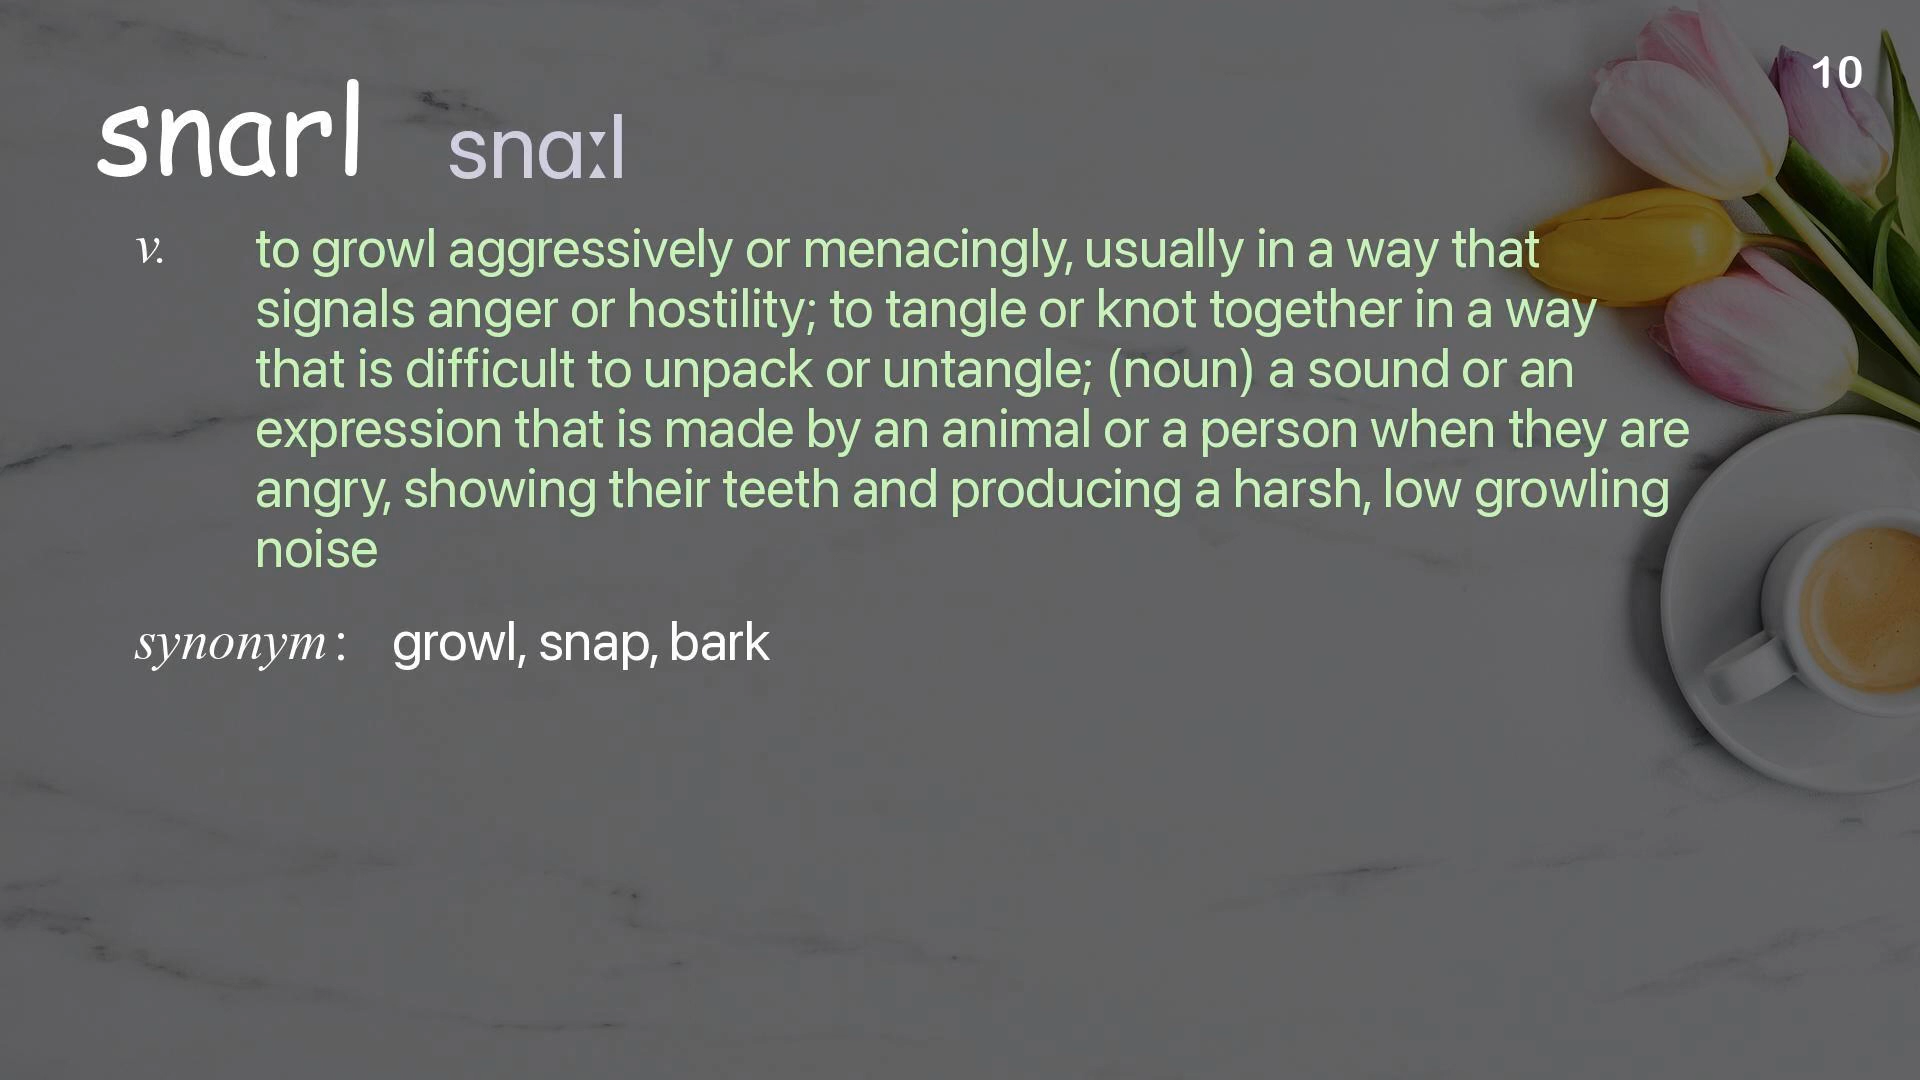 10
snarl snɑːl
v. to growl aggressively or menacingly, usually in a way that
signals anger or hostility; to tangle or knot together in a way
that is difficult to unpack or untangle; (noun) a sound or an
expression that is made by an animal or a person when they are
angry, showing their teeth and producing a harsh, low growling
noise
synonym: growl, snap, bark